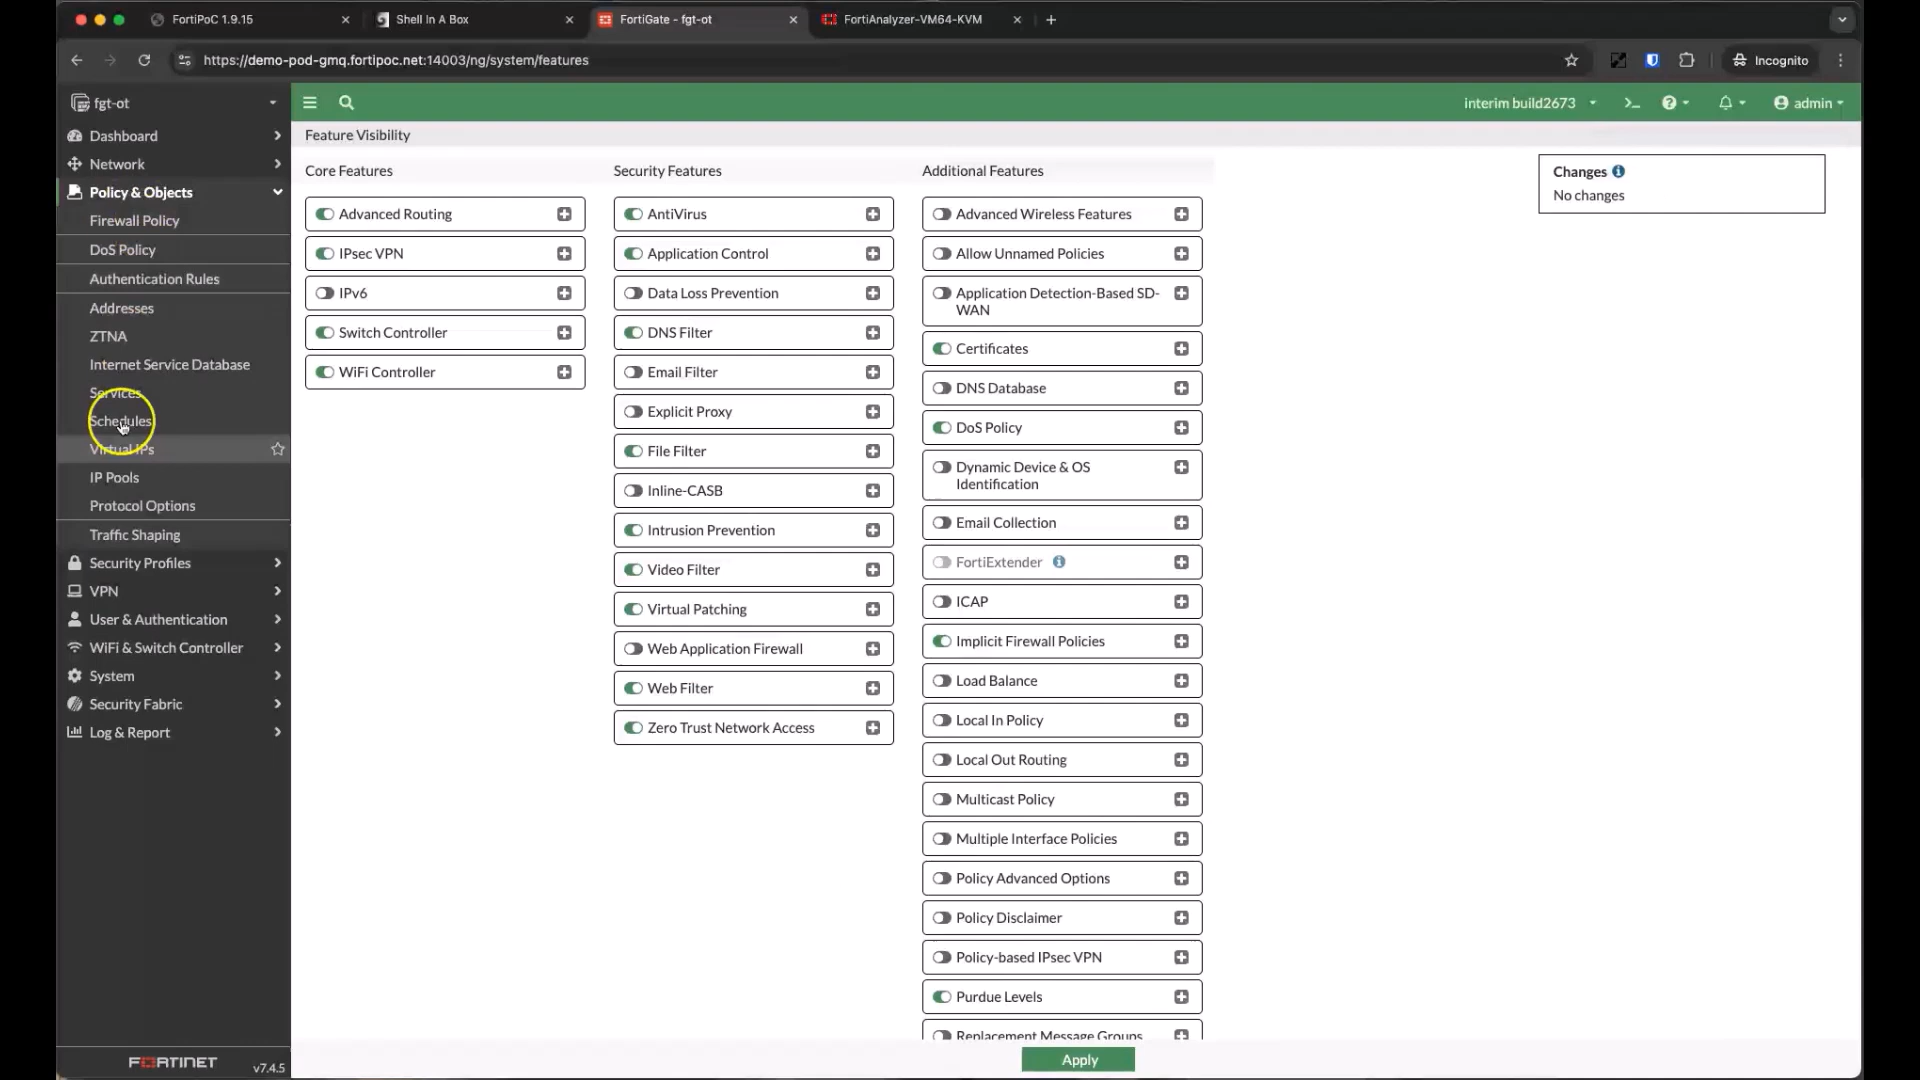 FortiPoC 1.9.15
Shell In A Box
FortiGate - fgt-ot
FortiAnalyzer-VM64-KVM
https://demo-pod-gmq.fortipoc.net:14003/ng/system/features
Incognito
fgt-ot
interim build2673
admin
Dashboard
Network
Policy & Objects
Firewall Policy
DoS Policy
Authentication Rules
Addresses
ZTNA
Internet Service Database
Services
Schedules
Virtual IPs
IP Pools
Protocol Options
Traffic Shaping
Security Profiles
VPN
User & Authentication
WiFi & Switch Controller
System
Security Fabric
Log & Report
FORTINET
v7.4.5
Feature Visibility
Core Features
Advanced Routing
IPsec VPN
IPv6
Switch Controller
WiFi Controller
Security Features
AntiVirus
Application Control
Data Loss Prevention
DNS Filter
Email Filter
Explicit Proxy
File Filter
Inline-CASB
Intrusion Prevention
Video Filter
Virtual Patching
Web Application Firewall
Web Filter
Zero Trust Network Access
Additional Features
Advanced Wireless Features
Allow Unnamed Policies
Application Detection-Based SD-
WAN
Certificates
DNS Database
DoS Policy
Dynamic Device & OS
Identification
Email Collection
FortiExtender
ICAP
Implicit Firewall Policies
Load Balance
Local In Policy
Local Out Routing
Multicast Policy
Multiple Interface Policies
Policy Advanced Options
Policy Disclaimer
Policy-based IPsec VPN
Purdue Levels
Replacement Message Groups
Changes
No changes
Apply